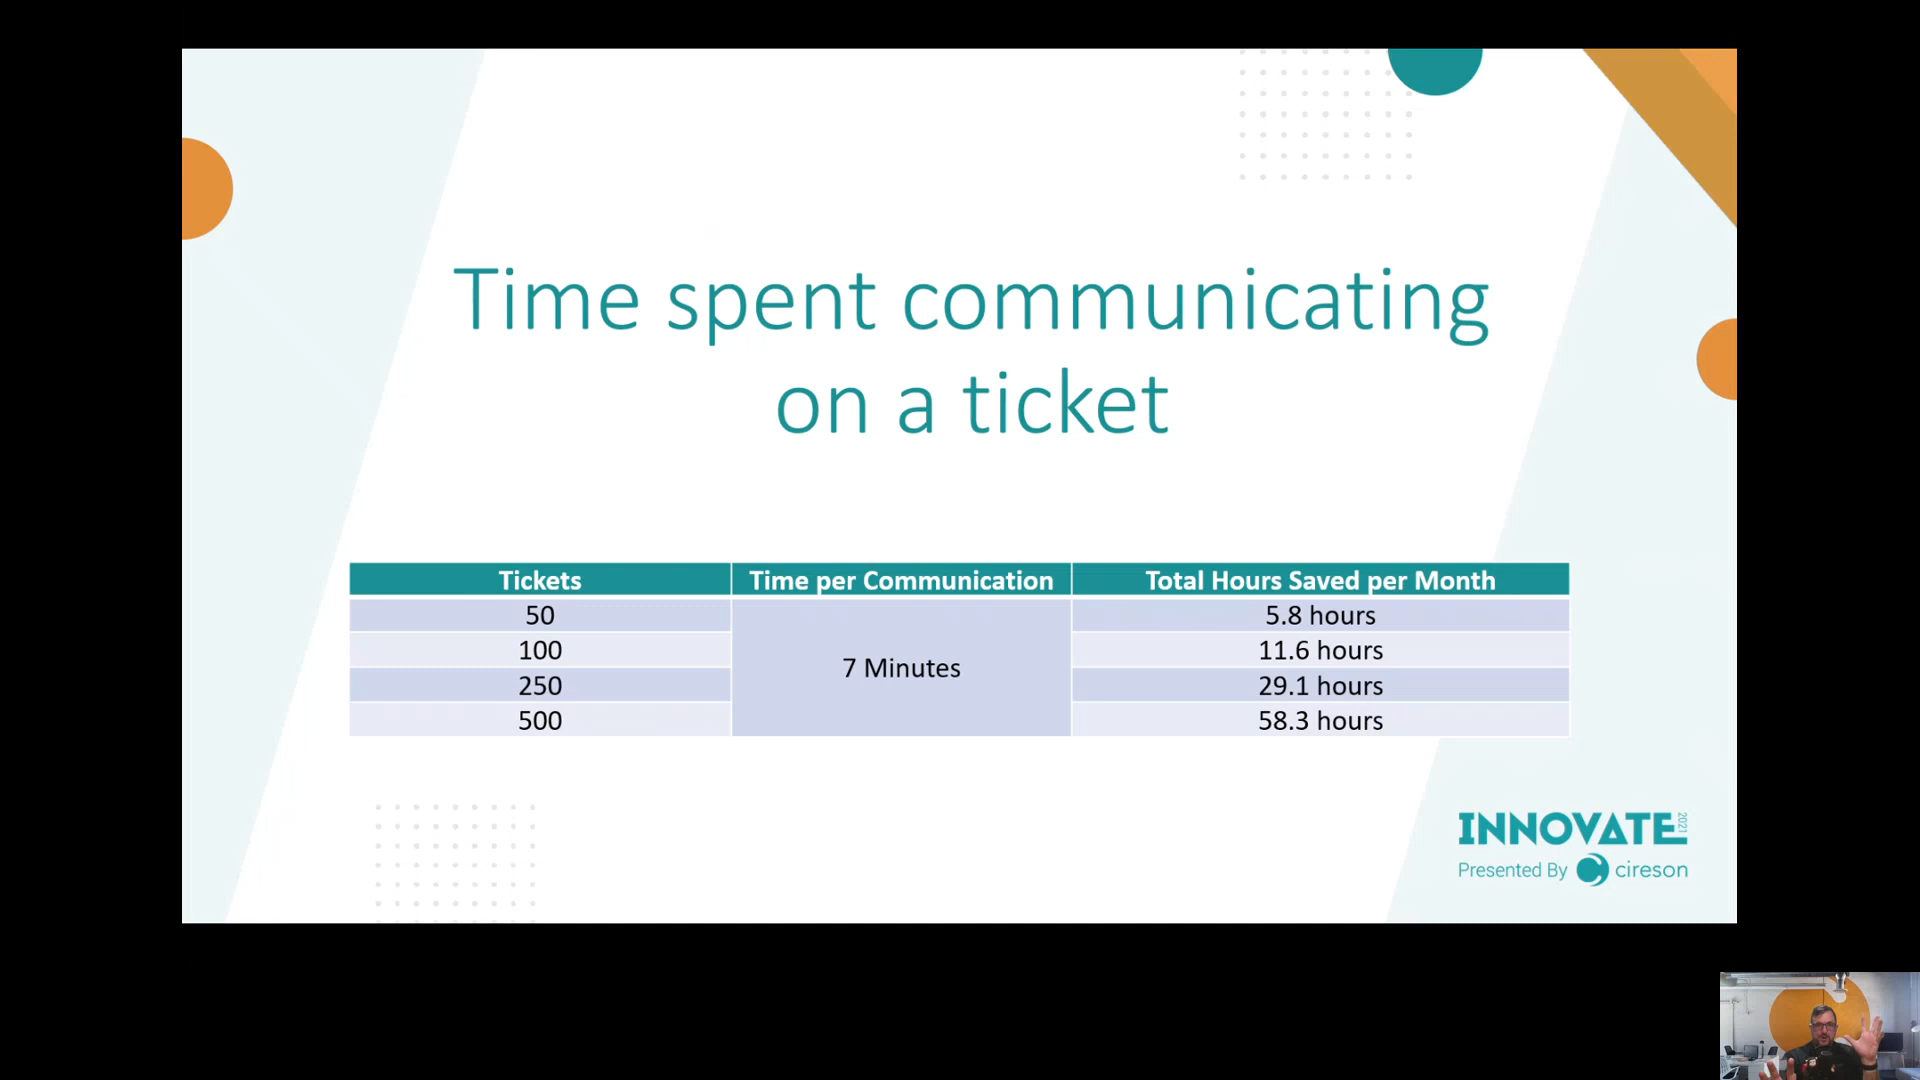 Time spent communicating
on a ticket
Tickets Time per Communication Total Hours Saved per Month
50 5.8 hours
100 11.6 hours
7 Minutes
250 29.1 hours
500 58.3 hours
INNOVATE 2021
Presented By cireson